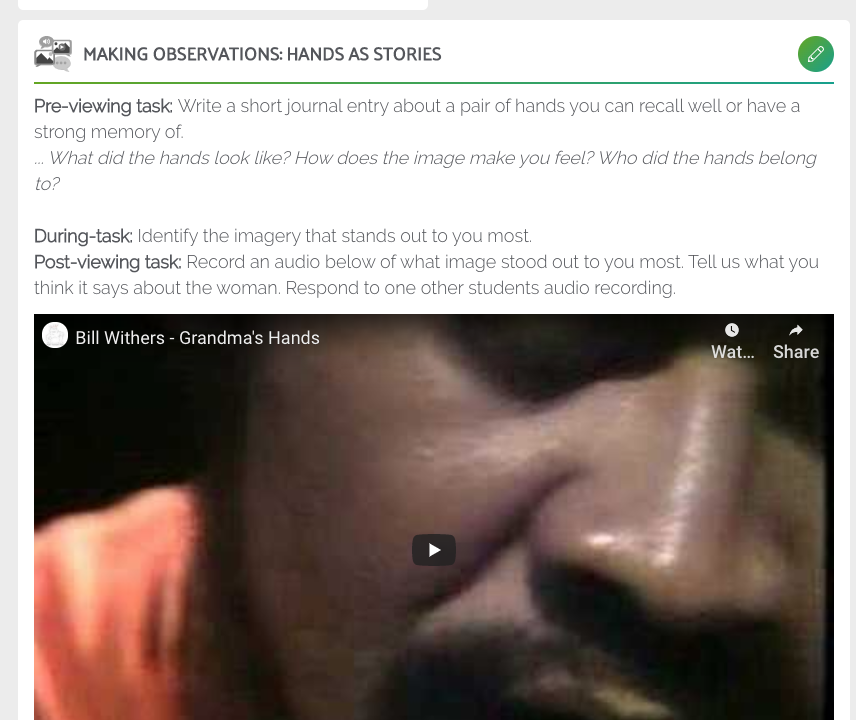 MAKING OBSERVATIONS: HANDS AS STORIES
Pre-viewing task: Write a short journal entry about a pair of hands you can recall well or have a
strong memory of.
... What did the hands look like? How does the image make you feel? Who did the hands belong
to?
During-task: Identify the imagery that stands out to you most.
Post-viewing task: Record an audio below of what image stood out to you most. Tell us what you
think it says about the woman. Respond to one other students audio recording.
Bill Withers - Grandma's Hands
Wat... Share